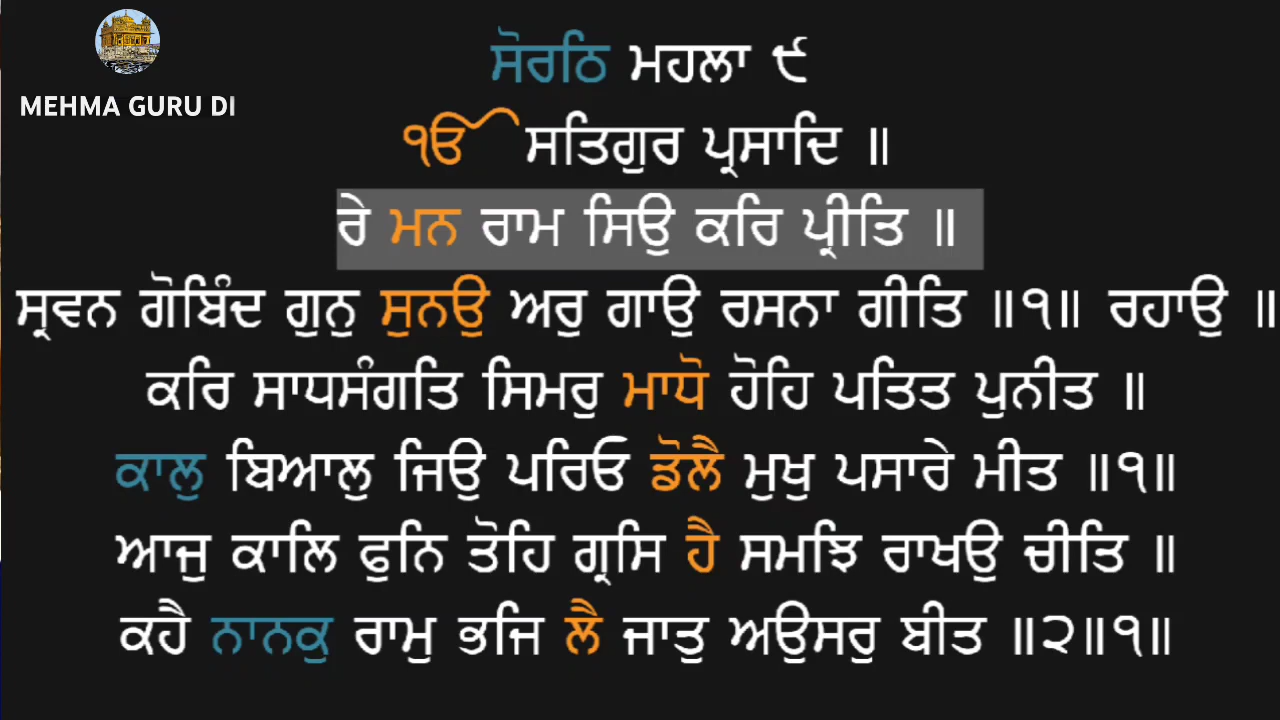 MEHMA GURU DI
ਸੋਰਠਿ ਮਹਲਾ ੯
ੴ ਸਤਿਗੁਰ ਪ੍ਰਸਾਦਿ ॥
ਰੇ ਮਨ ਰਾਮ ਸਿਉ ਕਰਿ ਪ੍ਰੀਤਿ ॥
ਸ੍ਰਵਨ ਗੋਬਿੰਦ ਗੁਨੁ ਸੁਨਉ ਅਰੁ ਗਾਉ ਰਸਨਾ ਗੀਤਿ ॥੧॥ ਰਹਾਉ ॥
ਕਰਿ ਸਾਧਸੰਗਤਿ ਸਿਮਰੁ ਮਾਧੋ ਹੋਹਿ ਪਤਿਤ ਪੁਨੀਤ ॥
ਕਾਲੁ ਬਿਆਲੁ ਜਿਉ ਪਰਿਓ ਡੋਲੈ ਮੁਖੁ ਪਸਾਰੇ ਮੀਤ ॥੧॥
ਆਜੁ ਕਾਲਿ ਫੁਨਿ ਤੋਹਿ ਗ੍ਰਸਿ ਹੈ ਸਮਝਿ ਰਾਖਉ ਚੀਤਿ ॥
ਕਹੈ ਨਾਨਕੁ ਰਾਮੁ ਭਜਿ ਲੈ ਜਾਤੁ ਅਉਸਰੁ ਬੀਤ ॥੨॥੧॥